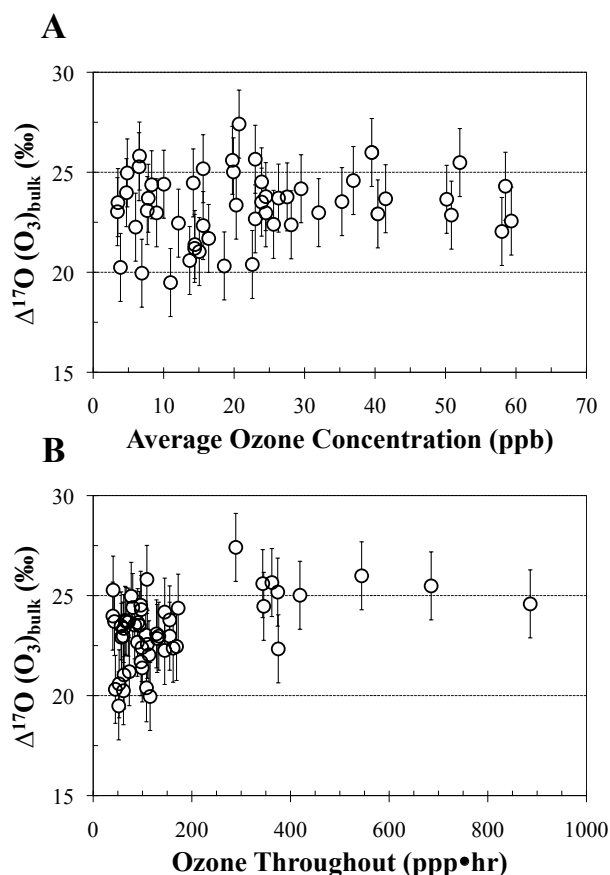 A
30
25
20
15
Δ¹⁷O (O₃)bulk (‰)
0 10 20 30 40 50 60 70
Average Ozone Concentration (ppb)
B
30
25
20
15
Δ¹⁷O (O₃)bulk (‰)
0 200 400 600 800 1000
Ozone Throughout (ppp•hr)